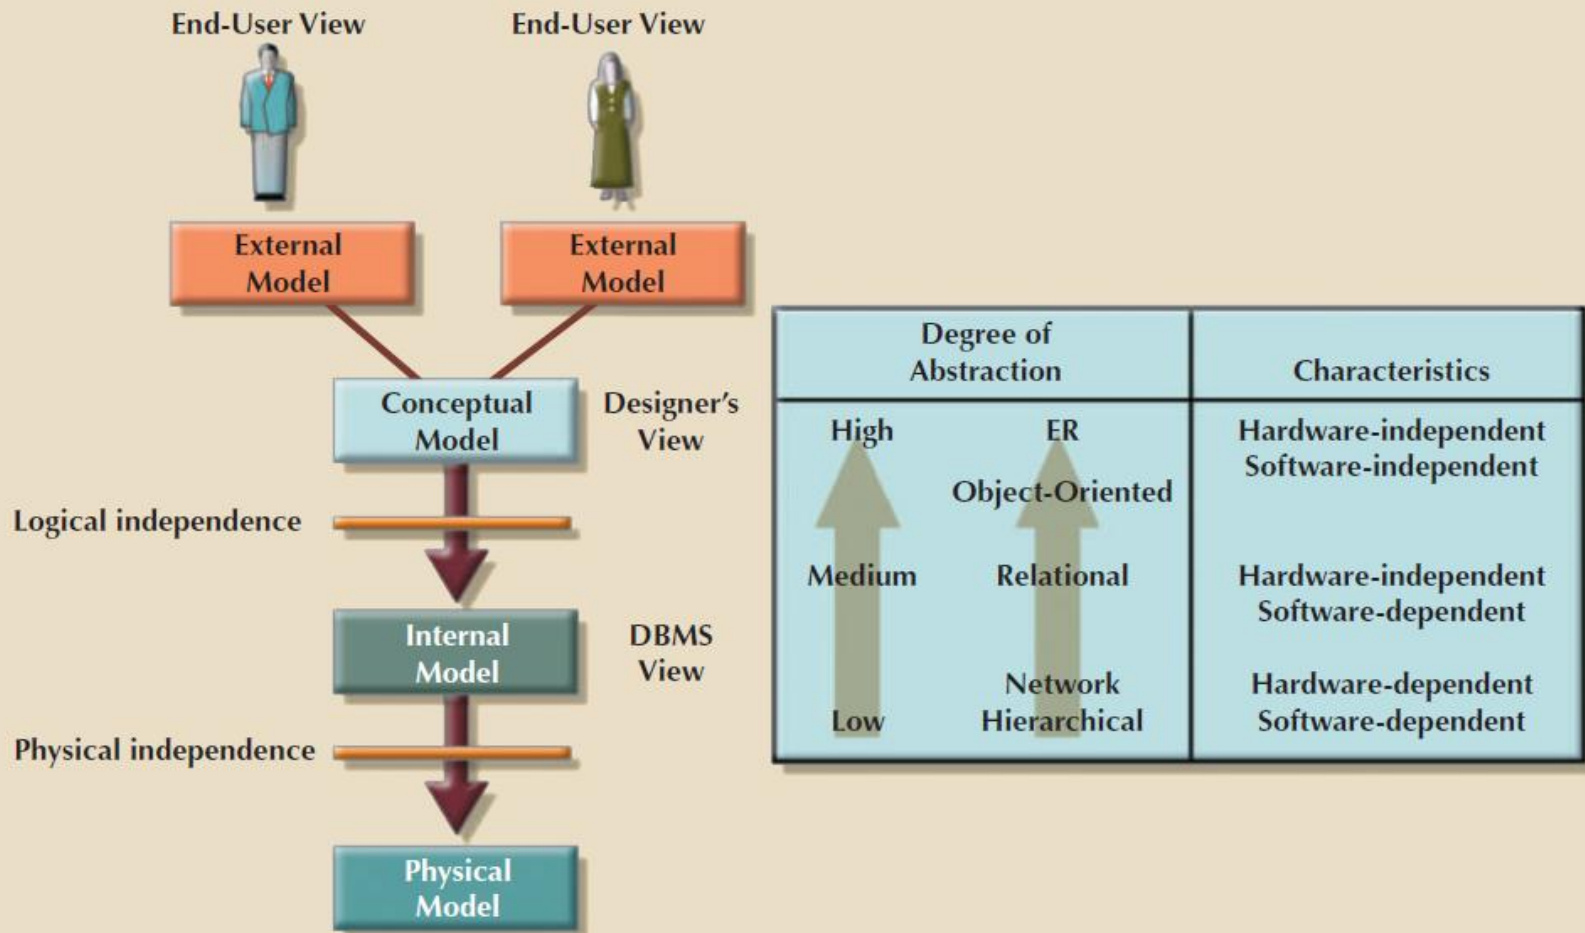 End-User View
End-User View
External
Model
External
Model
Conceptual
Model
Designer's
View
Logical independence
Internal
Model
DBMS
View
Physical independence
Physical
Model
Degree of
Abstraction
Characteristics
High
ER
Hardware-independent
Software-independent
Object-Oriented
Medium
Relational
Hardware-independent
Software-dependent
Low
Network
Hierarchical
Hardware-dependent
Software-dependent